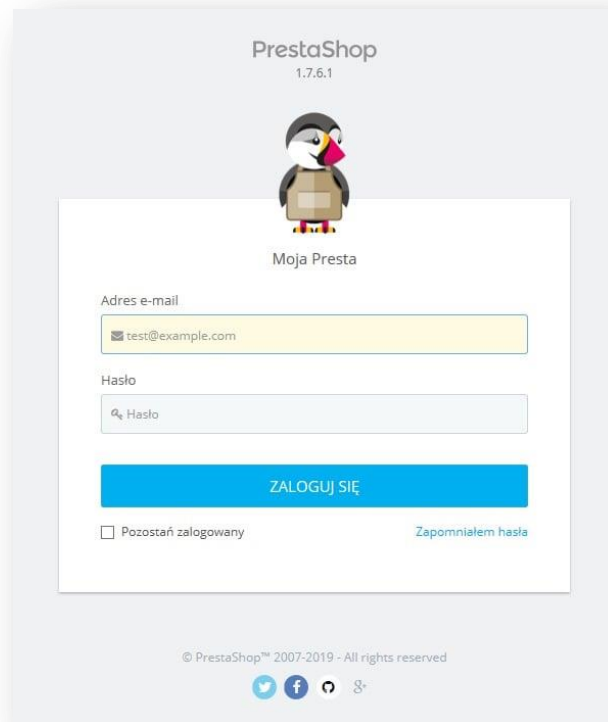 PrestaShop
1.7.6.1
Moja Presta
Adres e-mail
test@example.com
Hasło
Hasło
ZALOGUJ SIĘ
Pozostań zalogowany
Zapomniałem hasła
© PrestaShop™ 2007-2019 - All rights reserved